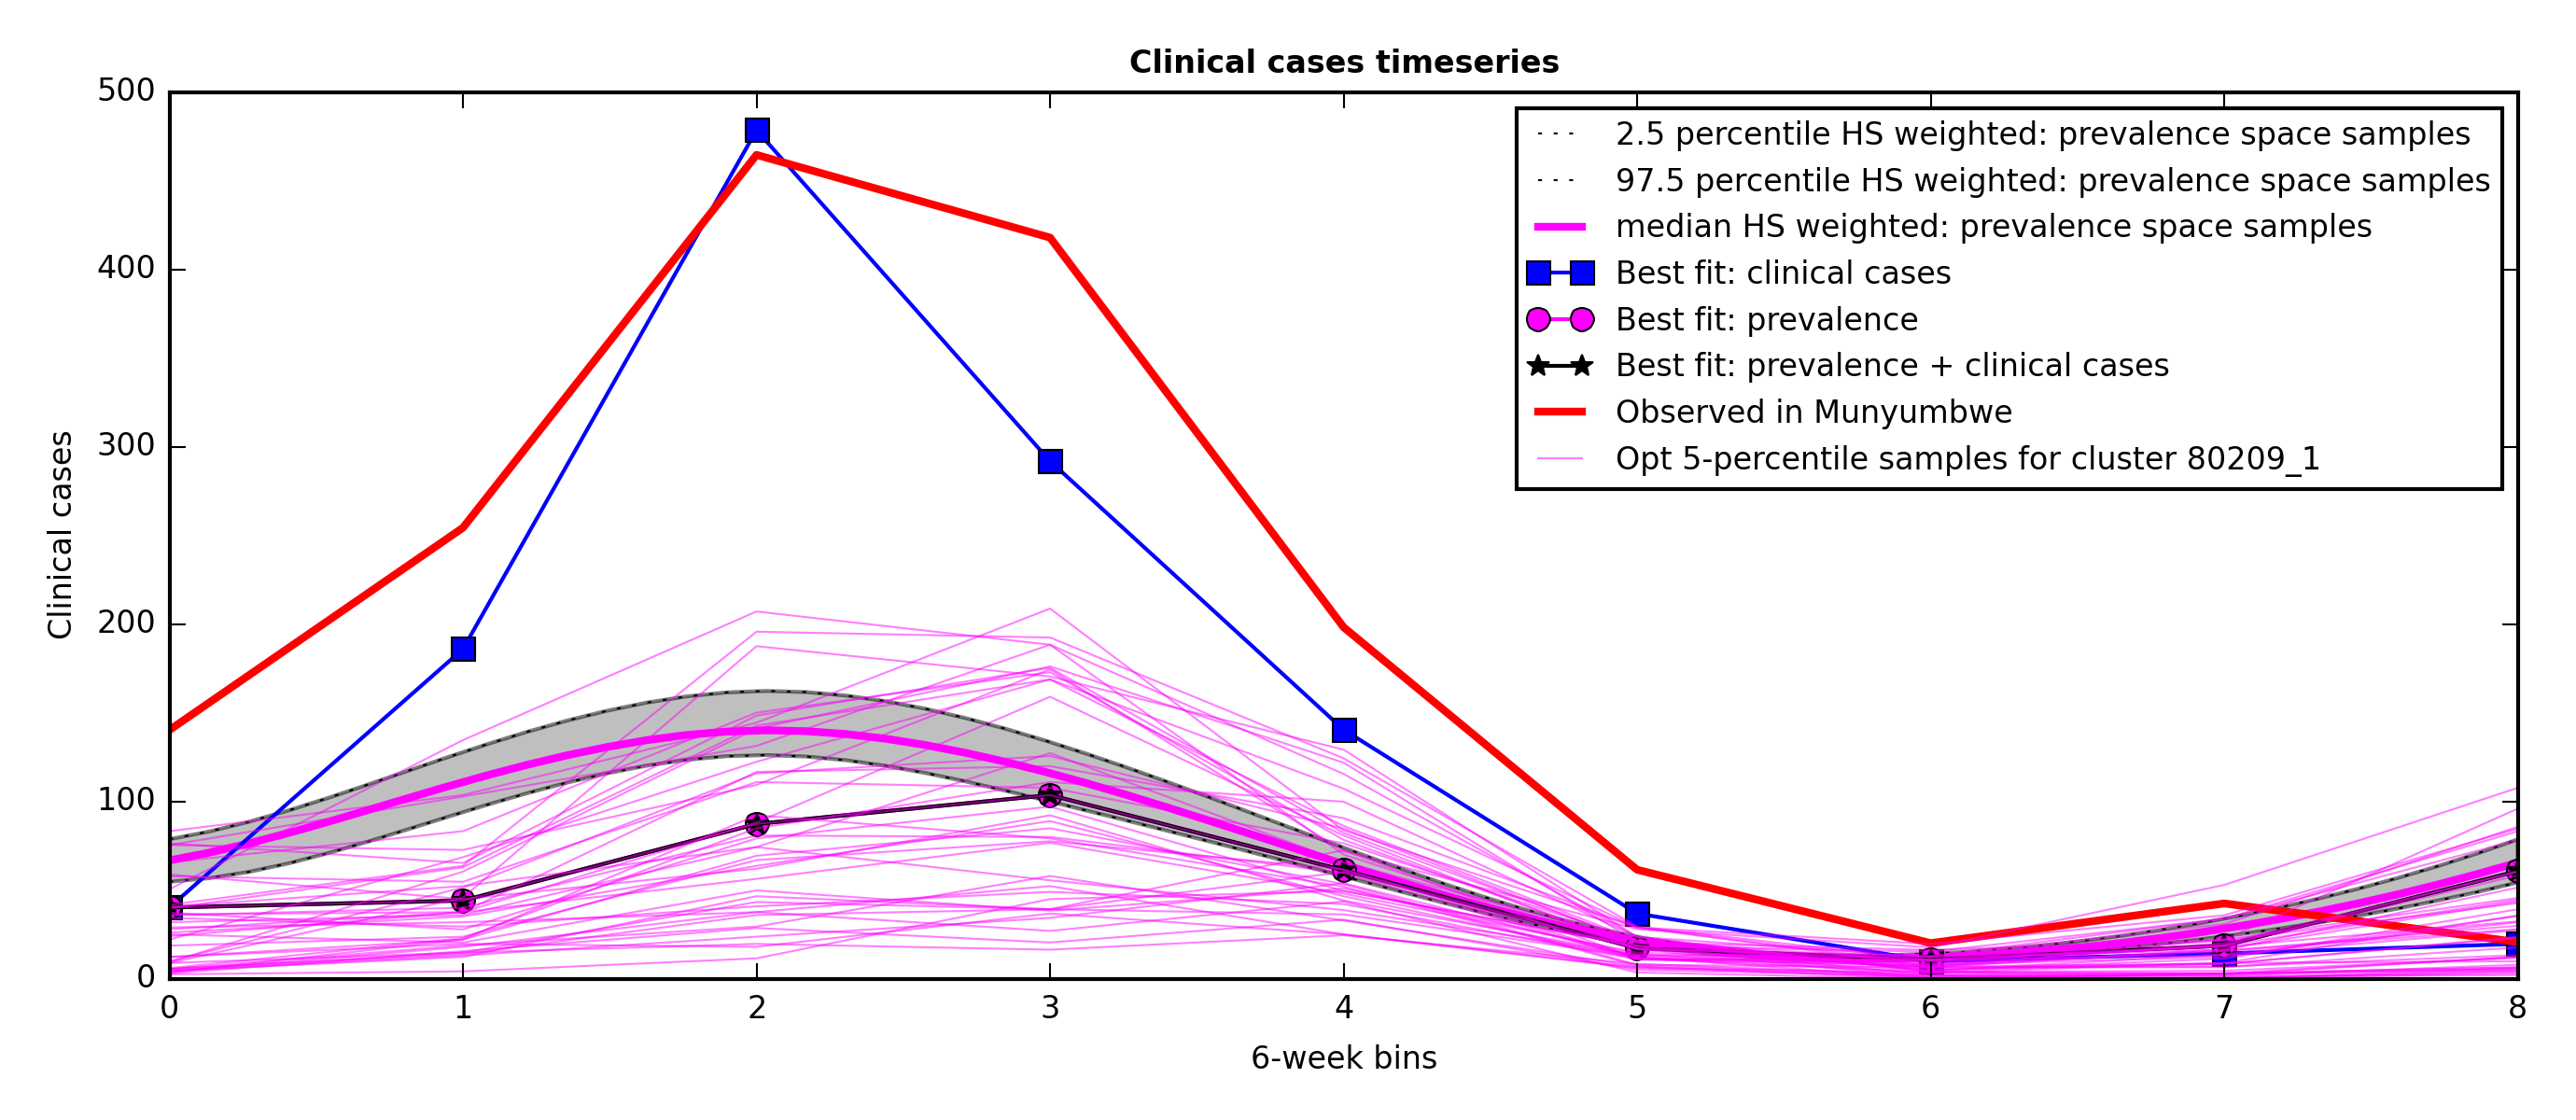 Clinical cases timeseries
500
400
300
200
100
0
Clinical cases
2.5 percentile HS weighted: prevalence space samples
97.5 percentile HS weighted: prevalence space samples
median HS weighted: prevalence space samples
Best fit: clinical cases
Best fit: prevalence
Best fit: prevalence + clinical cases
Observed in Munyumbwe
Opt 5-percentile samples for cluster 80209_1
0 1 2 3 4 5 6 7 8
6-week bins